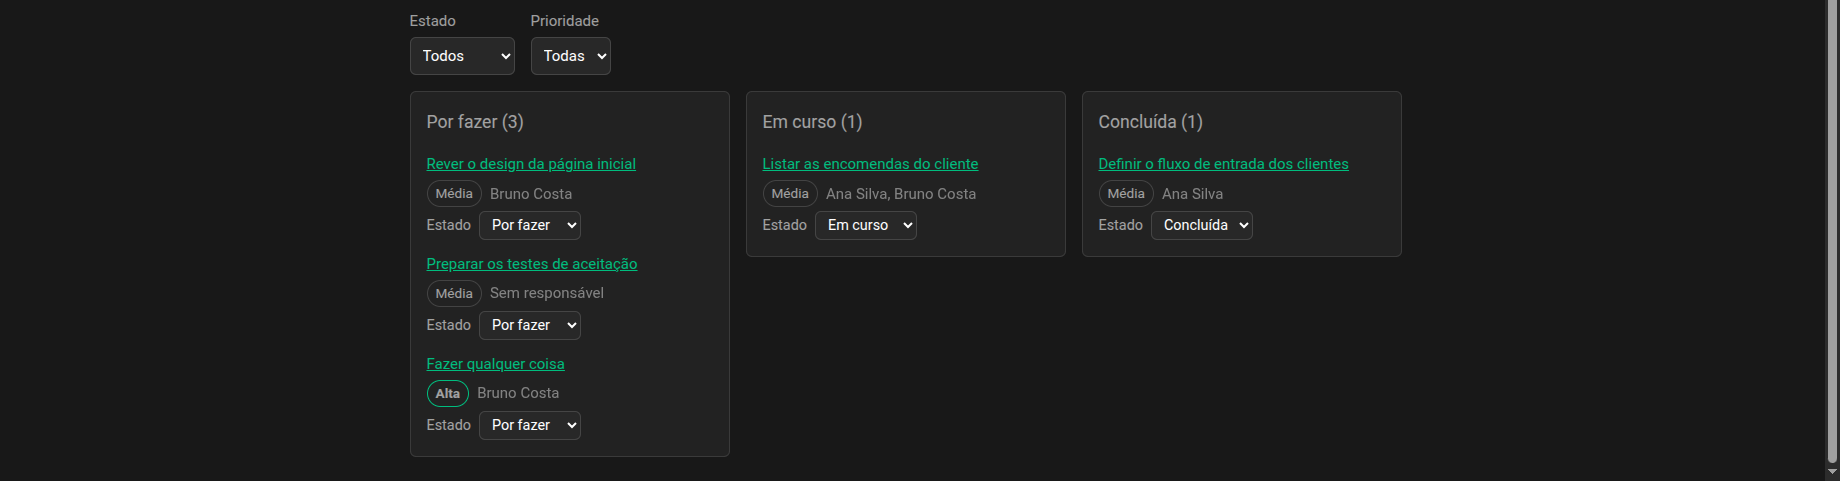 Estado Prioridade
Todos Todas
Por fazer (3)
Rever o design da página inicial
Média Bruno Costa
Estado Por fazer
Preparar os testes de aceitação
Média Sem responsável
Estado Por fazer
Fazer qualquer coisa
Alta Bruno Costa
Estado Por fazer
Em curso (1)
Listar as encomendas do cliente
Média Ana Silva, Bruno Costa
Estado Em curso
Concluída (1)
Definir o fluxo de entrada dos clientes
Média Ana Silva
Estado Concluída